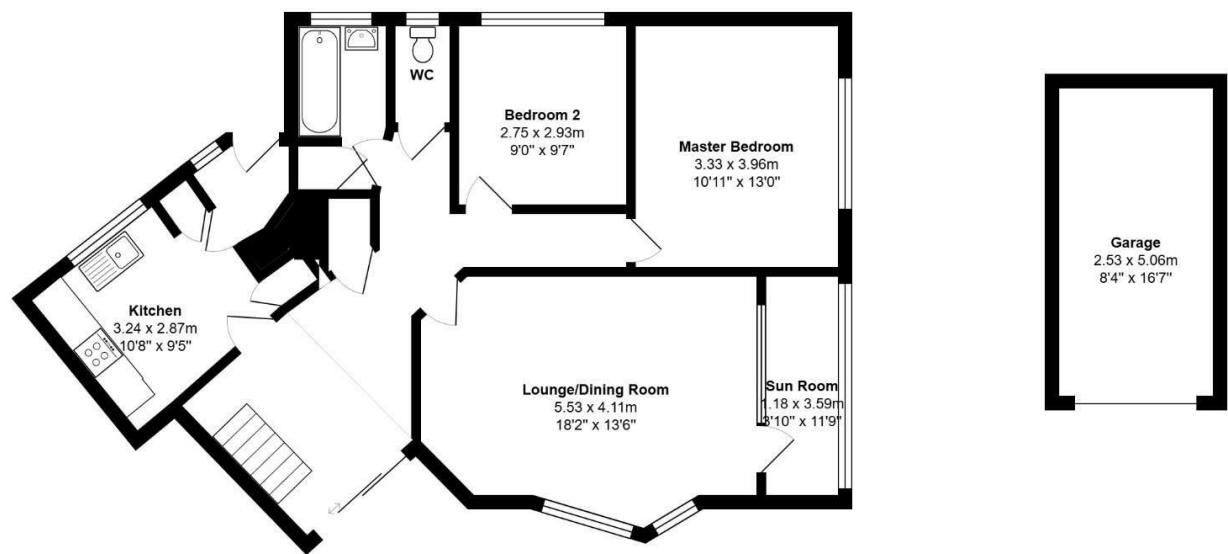 WC
Bedroom 2
2.75 x 2.93m
9'0" x 9'7"
Master Bedroom
3.33 x 3.96m
10'11" x 13'0"
Garage
2.53 x 5.06m
8'4" x 16'7"
Kitchen
3.24 x 2.87m
10'8" x 9'5"
Lounge/Dining Room
5.53 x 4.11m
18'2" x 13'6"
Sun Room
1.18 x 3.59m
3'10" x 11'9"